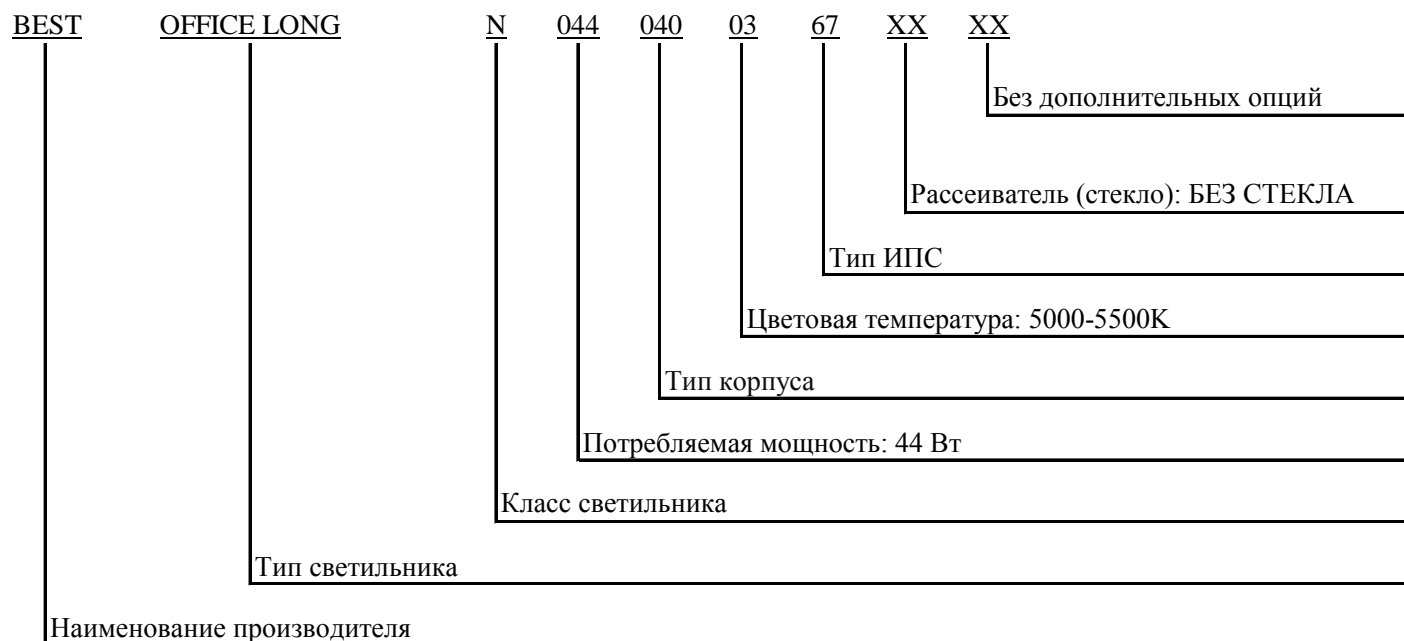 BEST OFFICE LONG N 044 040 03 67 XX XX
Без дополнительных опций
Рассеиватель (стекло): БЕЗ СТЕКЛА
Тип ИПС
Цветовая температура: 5000-5500K
Тип корпуса
Потребляемая мощность: 44 Вт
Класс светильника
Тип светильника
Наименование производителя